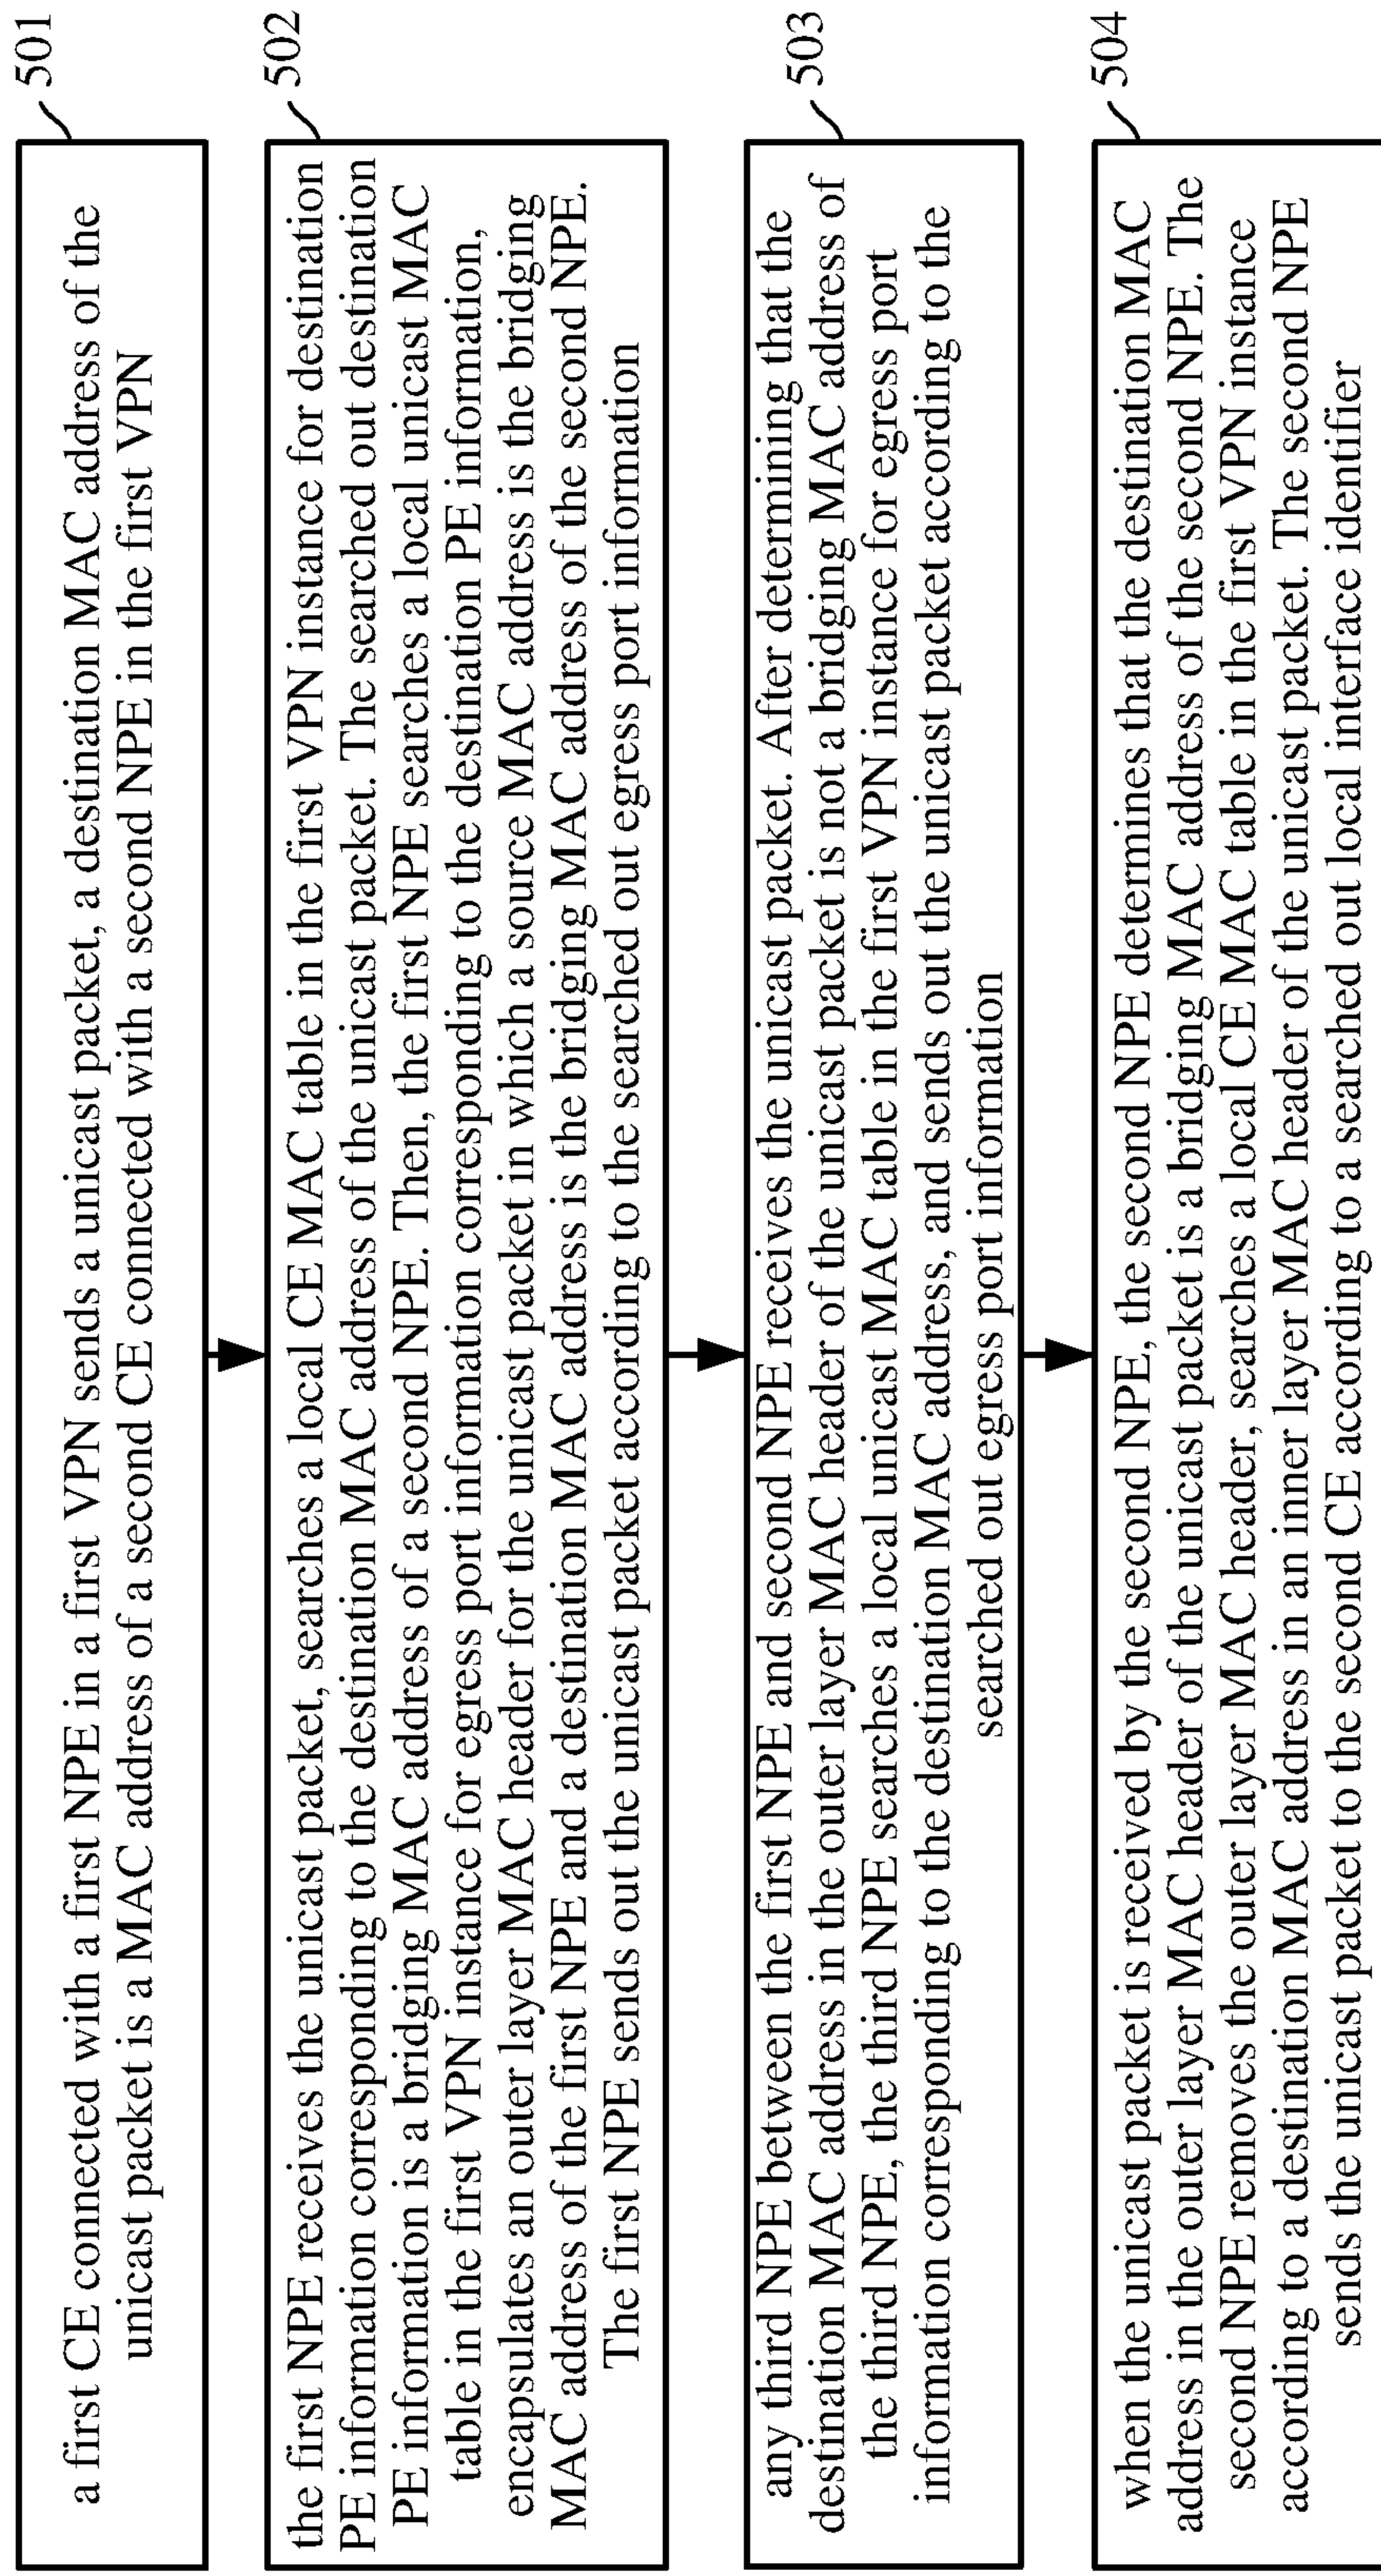 501
a first CE connected with a first NPE in a first VPN sends a unicast packet, a destination MAC address of the
unicast packet is a MAC address of a second CE connected with a second NPE in the first VPN
502
the first NPE receives the unicast packet, searches a local CE MAC table in the first VPN instance for destination
PE information corresponding to the destination MAC address of the unicast packet. The searched out destination
PE information is a bridging MAC address of a second NPE. Then, the first NPE searches a local unicast MAC
table in the first VPN instance for egress port information corresponding to the destination PE information,
encapsulates an outer layer MAC header for the unicast packet in which a source MAC address is the bridging
MAC address of the first NPE and a destination MAC address is the bridging MAC address of the second NPE.
The first NPE sends out the unicast packet according to the searched out egress port information
503
any third NPE between the first NPE and second NPE receives the unicast packet. After determining that the
destination MAC address in the outer layer MAC header of the unicast packet is not a bridging MAC address of
the third NPE, the third NPE searches a local unicast MAC table in the first VPN instance for egress port
information corresponding to the destination MAC address, and sends out the unicast packet according to the
searched out egress port information
504
when the unicast packet is received by the second NPE, the second NPE determines that the destination MAC
address in the outer layer MAC header of the unicast packet is a bridging MAC address of the second NPE. The
second NPE removes the outer layer MAC header, searches a local CE MAC table in the first VPN instance
according to a destination MAC address in an inner layer MAC header of the unicast packet. The second NPE
sends the unicast packet to the second CE according to a searched out local interface identifier